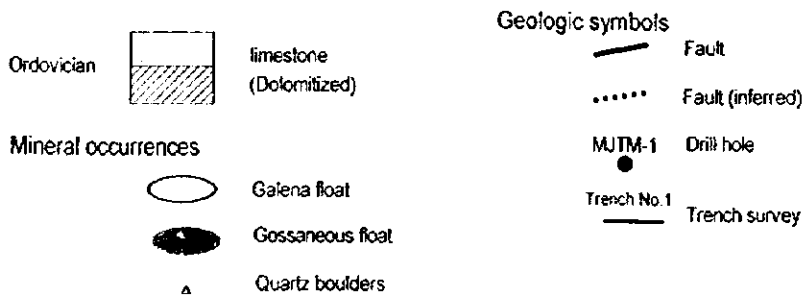 Ordovician
limestone
(Dolomitized)
Mineral occurrences
Galena float
Gossaneous float
Quartz boulders
Geologic symbols
Fault
Fault (inferred)
MJTM-1 Drill hole
Trench No.1
Trench survey